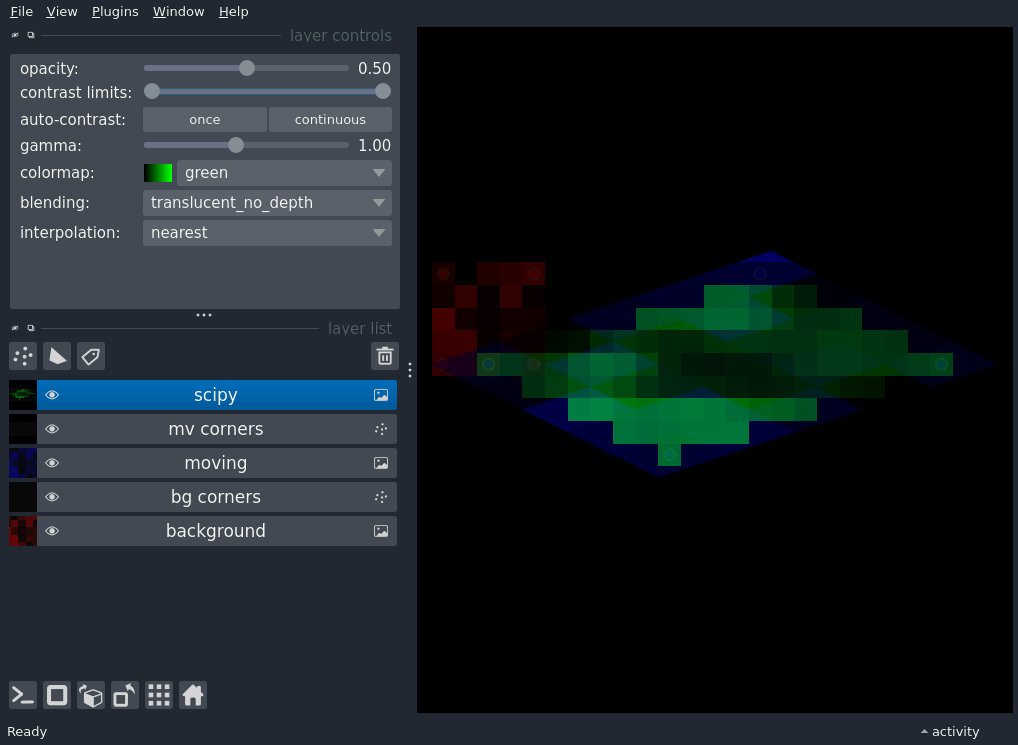 File View Plugins Window Help
layer controls
opacity: 0.50
contrast limits:
auto-contrast: once continuous
gamma: 1.00
colormap: green
blending: translucent_no_depth
interpolation: nearest
layer list
scipy
mv corners
moving
bg corners
background
Ready activity